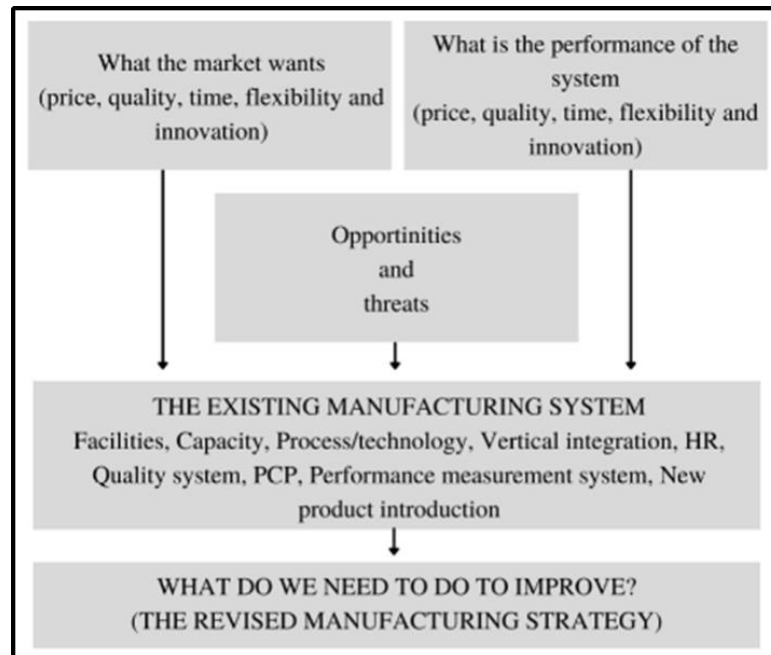 What the market wants
(price, quality, time, flexibility and
innovation)
What is the performance of the
system
(price, quality, time, flexibility and
innovation)
Opportinities
and
threats
THE EXISTING MANUFACTURING SYSTEM
Facilities, Capacity, Process/technology, Vertical integration, HR,
Quality system, PCP, Performance measurement system, New
product introduction
WHAT DO WE NEED TO DO TO IMPROVE?
(THE REVISED MANUFACTURING STRATEGY)